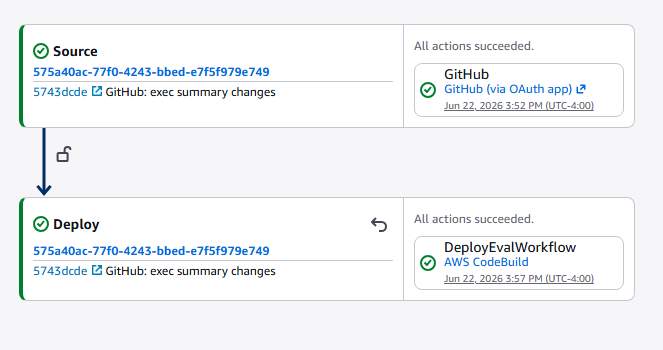 Source
575a40ac-77f0-4243-bbed-e7f5f979e749
5743dcde GitHub: exec summary changes
All actions succeeded.
GitHub
GitHub (via OAuth app)
Jun 22, 2026 3:52 PM (UTC-4:00)
Deploy
575a40ac-77f0-4243-bbed-e7f5f979e749
5743dcde GitHub: exec summary changes
All actions succeeded.
DeployEvalWorkflow
AWS CodeBuild
Jun 22, 2026 3:57 PM (UTC-4:00)